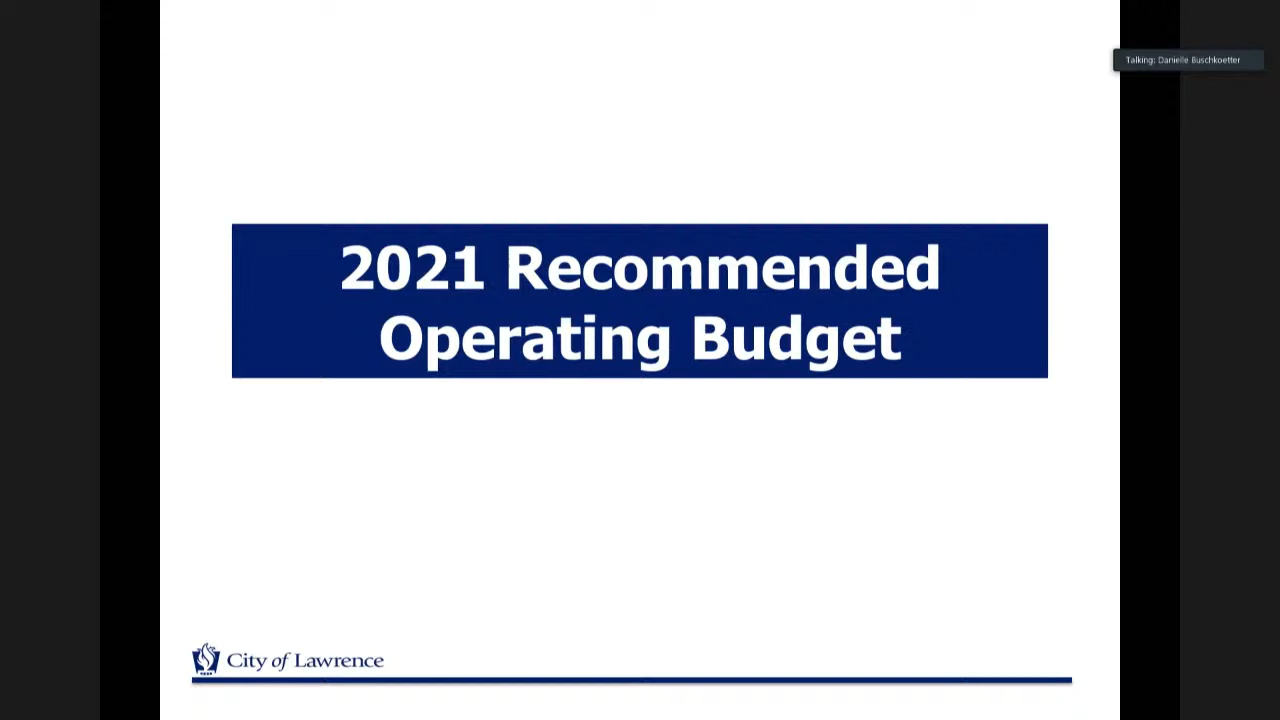 Talking: Danielle Buschkoetter
2021 Recommended
Operating Budget
City of Lawrence